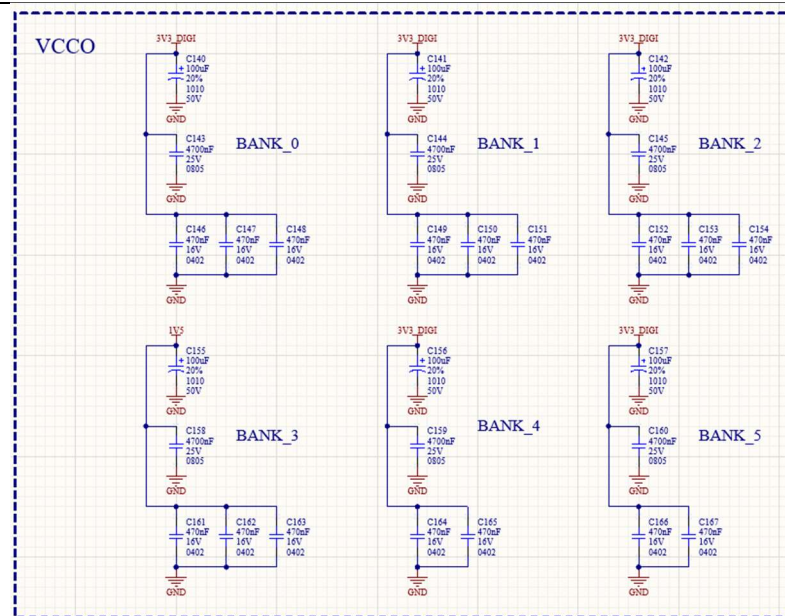 VCCO
3V3_DIGI
C140
100uF
20%
1010
50V
GND
C143
4700nF
25V
0805
GND
BANK_0
C146
470nF
16V
0402
C147
470nF
16V
0402
C148
470nF
16V
0402
GND
3V3_DIGI
C141
100uF
20%
1010
50V
GND
C144
4700nF
25V
0805
GND
BANK_1
C149
470nF
16V
0402
C150
470nF
16V
0402
C151
470nF
16V
0402
GND
3V3_DIGI
C142
100uF
20%
1010
50V
GND
C145
4700nF
25V
0805
GND
BANK_2
C152
470nF
16V
0402
C153
470nF
16V
0402
C154
470nF
16V
0402
GND
1V5
C155
100uF
20%
1010
50V
GND
C158
4700nF
25V
0805
GND
BANK_3
C161
470nF
16V
0402
C162
470nF
16V
0402
C163
470nF
16V
0402
GND
3V3_DIGI
C156
100uF
20%
1010
50V
GND
C159
4700nF
25V
0805
GND
BANK_4
C164
470nF
16V
0402
C165
470nF
16V
0402
GND
3V3_DIGI
C157
100uF
20%
1010
50V
GND
C160
4700nF
25V
0805
GND
BANK_5
C166
470nF
16V
0402
C167
470nF
16V
0402
GND